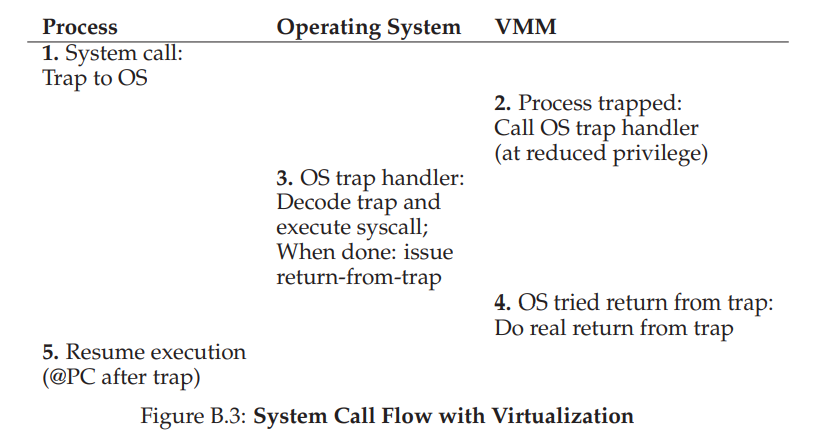 Process Operating System VMM
1. System call:
Trap to OS
2. Process trapped:
Call OS trap handler
(at reduced privilege)
3. OS trap handler:
Decode trap and
execute syscall;
When done: issue
return-from-trap
4. OS tried return from trap:
Do real return from trap
5. Resume execution
(@PC after trap)
Figure B.3: System Call Flow with Virtualization